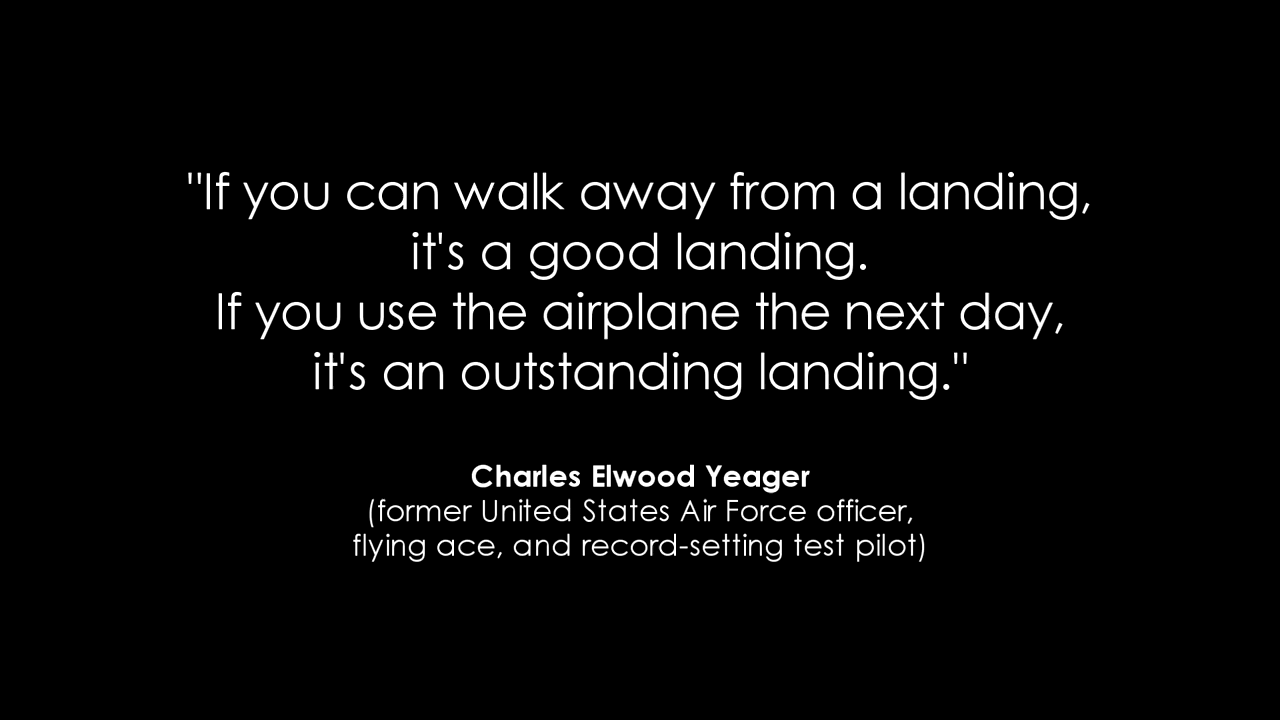 "If you can walk away from a landing,
it's a good landing.
If you use the airplane the next day,
it's an outstanding landing."
Charles Elwood Yeager
(former United States Air Force officer,
flying ace, and record-setting test pilot)